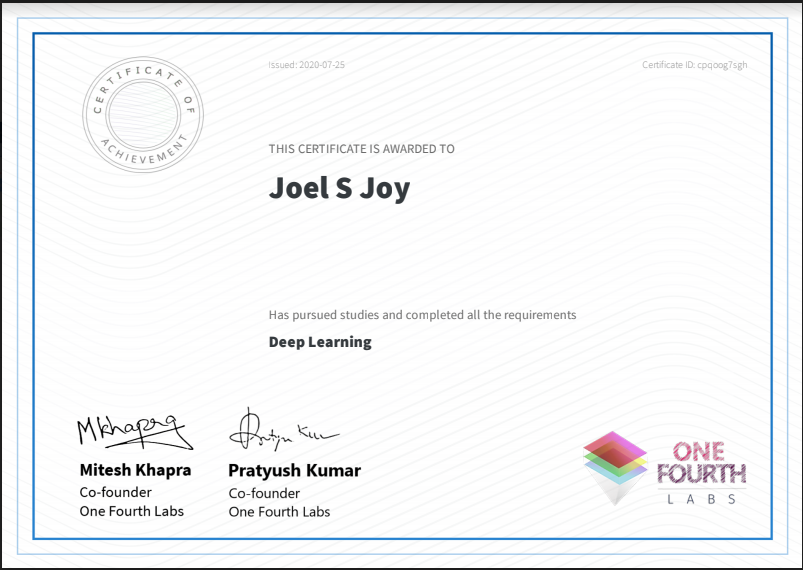 CERTIFICATE OF
ACHIEVEMENT
Issued: 2020-07-25
Certificate ID: cpqoog7sgh
THIS CERTIFICATE IS AWARDED TO
Joel S Joy
Has pursued studies and completed all the requirements
Deep Learning
MKhapra
Mitesh Khapra
Co-founder
One Fourth Labs
Pratyush Kumar
Co-founder
One Fourth Labs
ONE
FOURTH
LABS